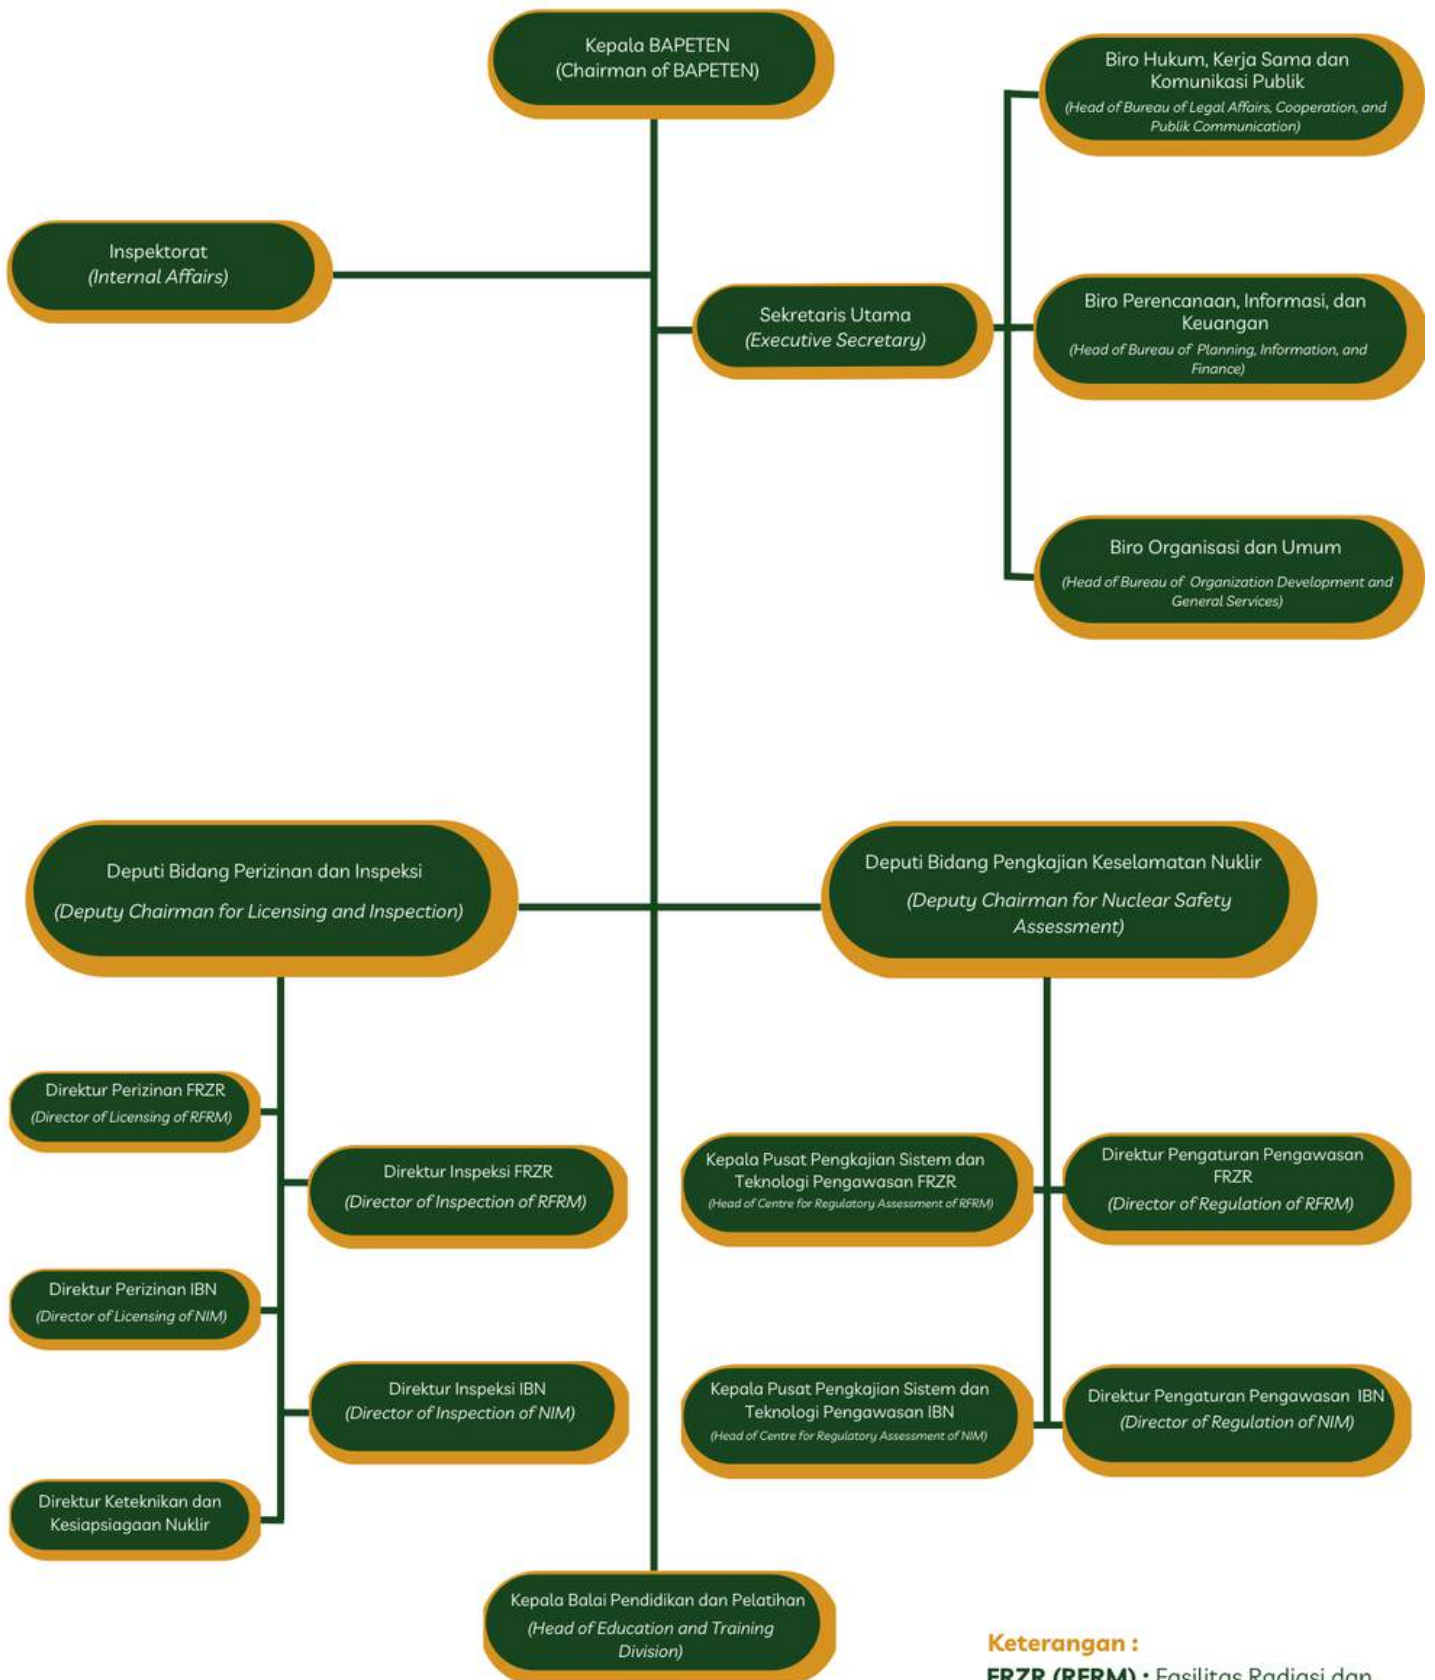 Kepala BAPETEN
(Chairman of BAPETEN)
Biro Hukum, Kerja Sama dan
Komunikasi Publik
(Head of Bureau of Legal Affairs, Cooperation, and
Publik Communication)
Inspektorat
(Internal Affairs)
Sekretaris Utama
(Executive Secretary)
Biro Perencanaan, Informasi, dan
Keuangan
(Head of Bureau of Planning, Information, and
Finance)
Biro Organisasi dan Umum
(Head of Bureau of Organization Development and
General Services)
Deputi Bidang Perizinan dan Inspeksi
(Deputy Chairman for Licensing and Inspection)
Deputi Bidang Pengkajian Keselamatan Nuklir
(Deputy Chairman for Nuclear Safety
Assessment)
Direktur Perizinan FRZR
(Director of Licensing of RFRM)
Direktur Inspeksi FRZR
(Director of Inspection of RFRM)
Direktur Perizinan IBN
(Director of Licensing of NIM)
Direktur Inspeksi IBN
(Director of Inspection of NIM)
Direktur Keteknikan dan
Kesiapsiagaan Nuklir
Kepala Pusat Pengkajian Sistem dan
Teknologi Pengawasan FRZR
(Head of Centre for Regulatory Assessment of RFRM)
Direktur Pengaturan Pengawasan
FRZR
(Director of Regulation of RFRM)
Kepala Pusat Pengkajian Sistem dan
Teknologi Pengawasan IBN
(Head of Centre for Regulatory Assessment of NIM)
Direktur Pengaturan Pengawasan IBN
(Director of Regulation of NIM)
Kepala Balai Pendidikan dan Pelatihan
(Head of Education and Training
Division)
Keterangan :
FRZR (RFRM) : Fasilitas Radiasi dan